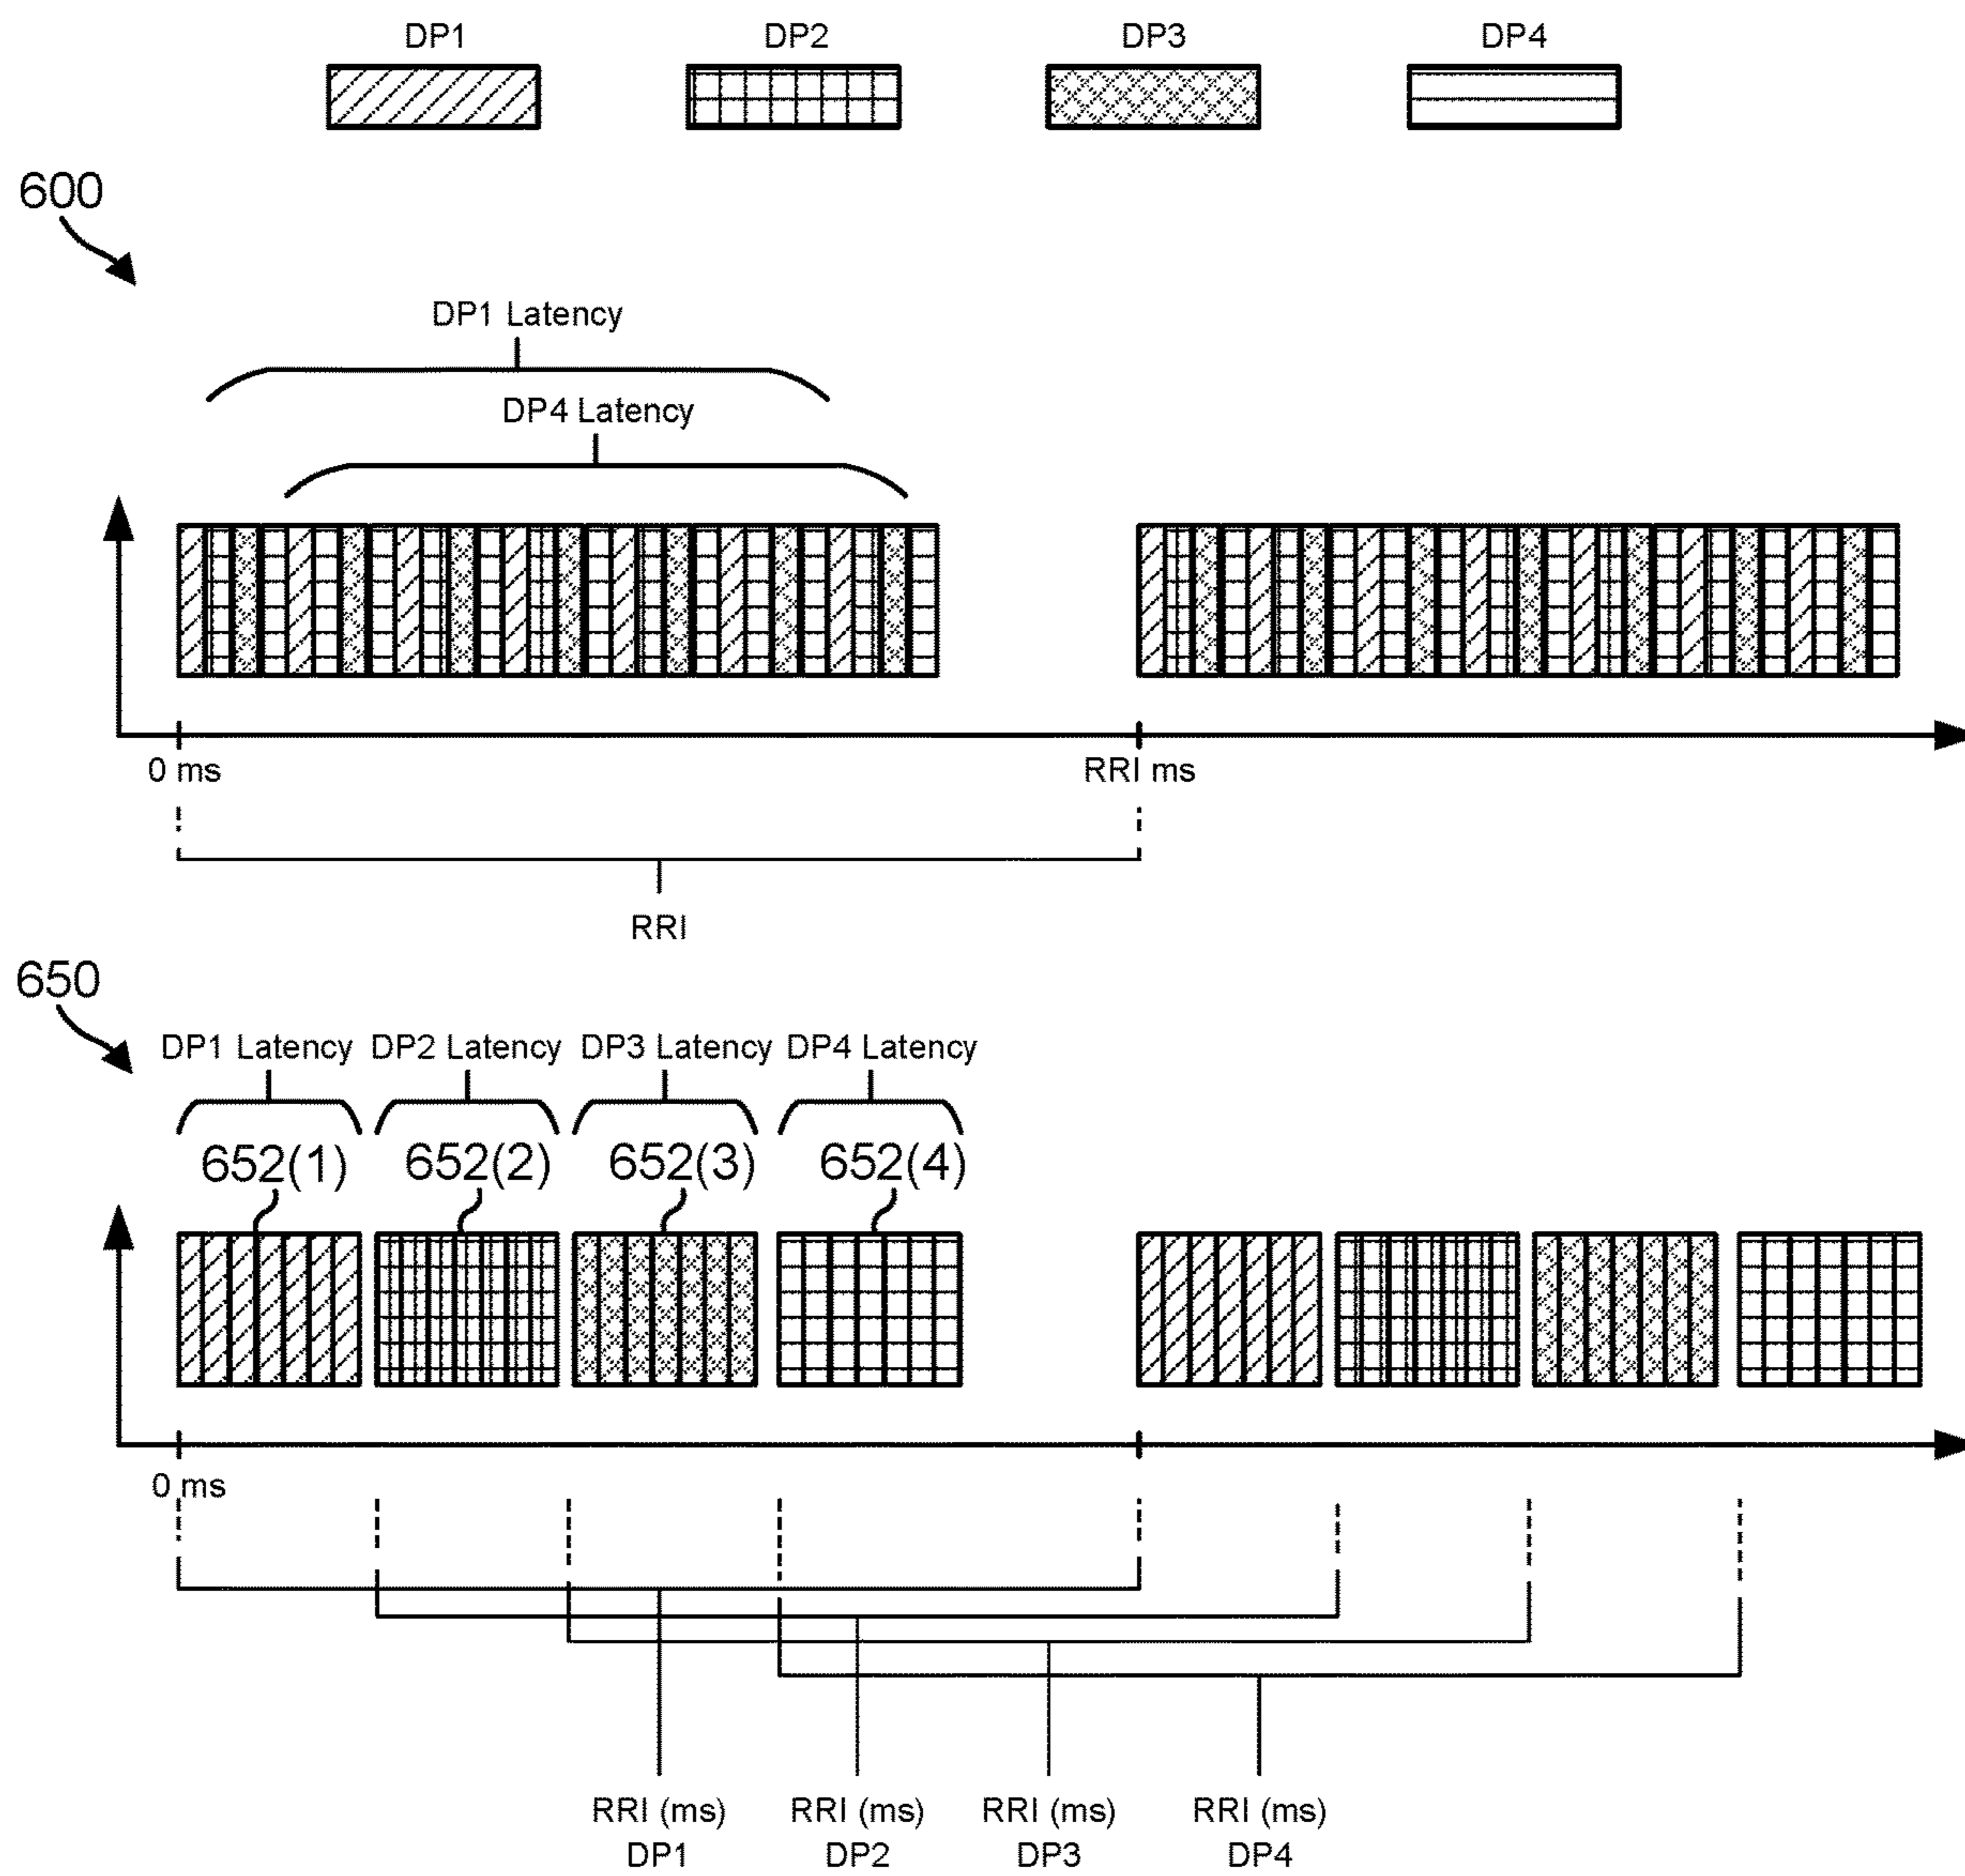 DP1 DP2 DP3 DP4
600
DP1 Latency
DP4 Latency
0 ms RRI ms
RRI
650
DP1 Latency DP2 Latency DP3 Latency DP4 Latency
652(1) 652(2) 652(3) 652(4)
0 ms
RRI (ms) RRI (ms) RRI (ms) RRI (ms)
DP1 DP2 DP3 DP4